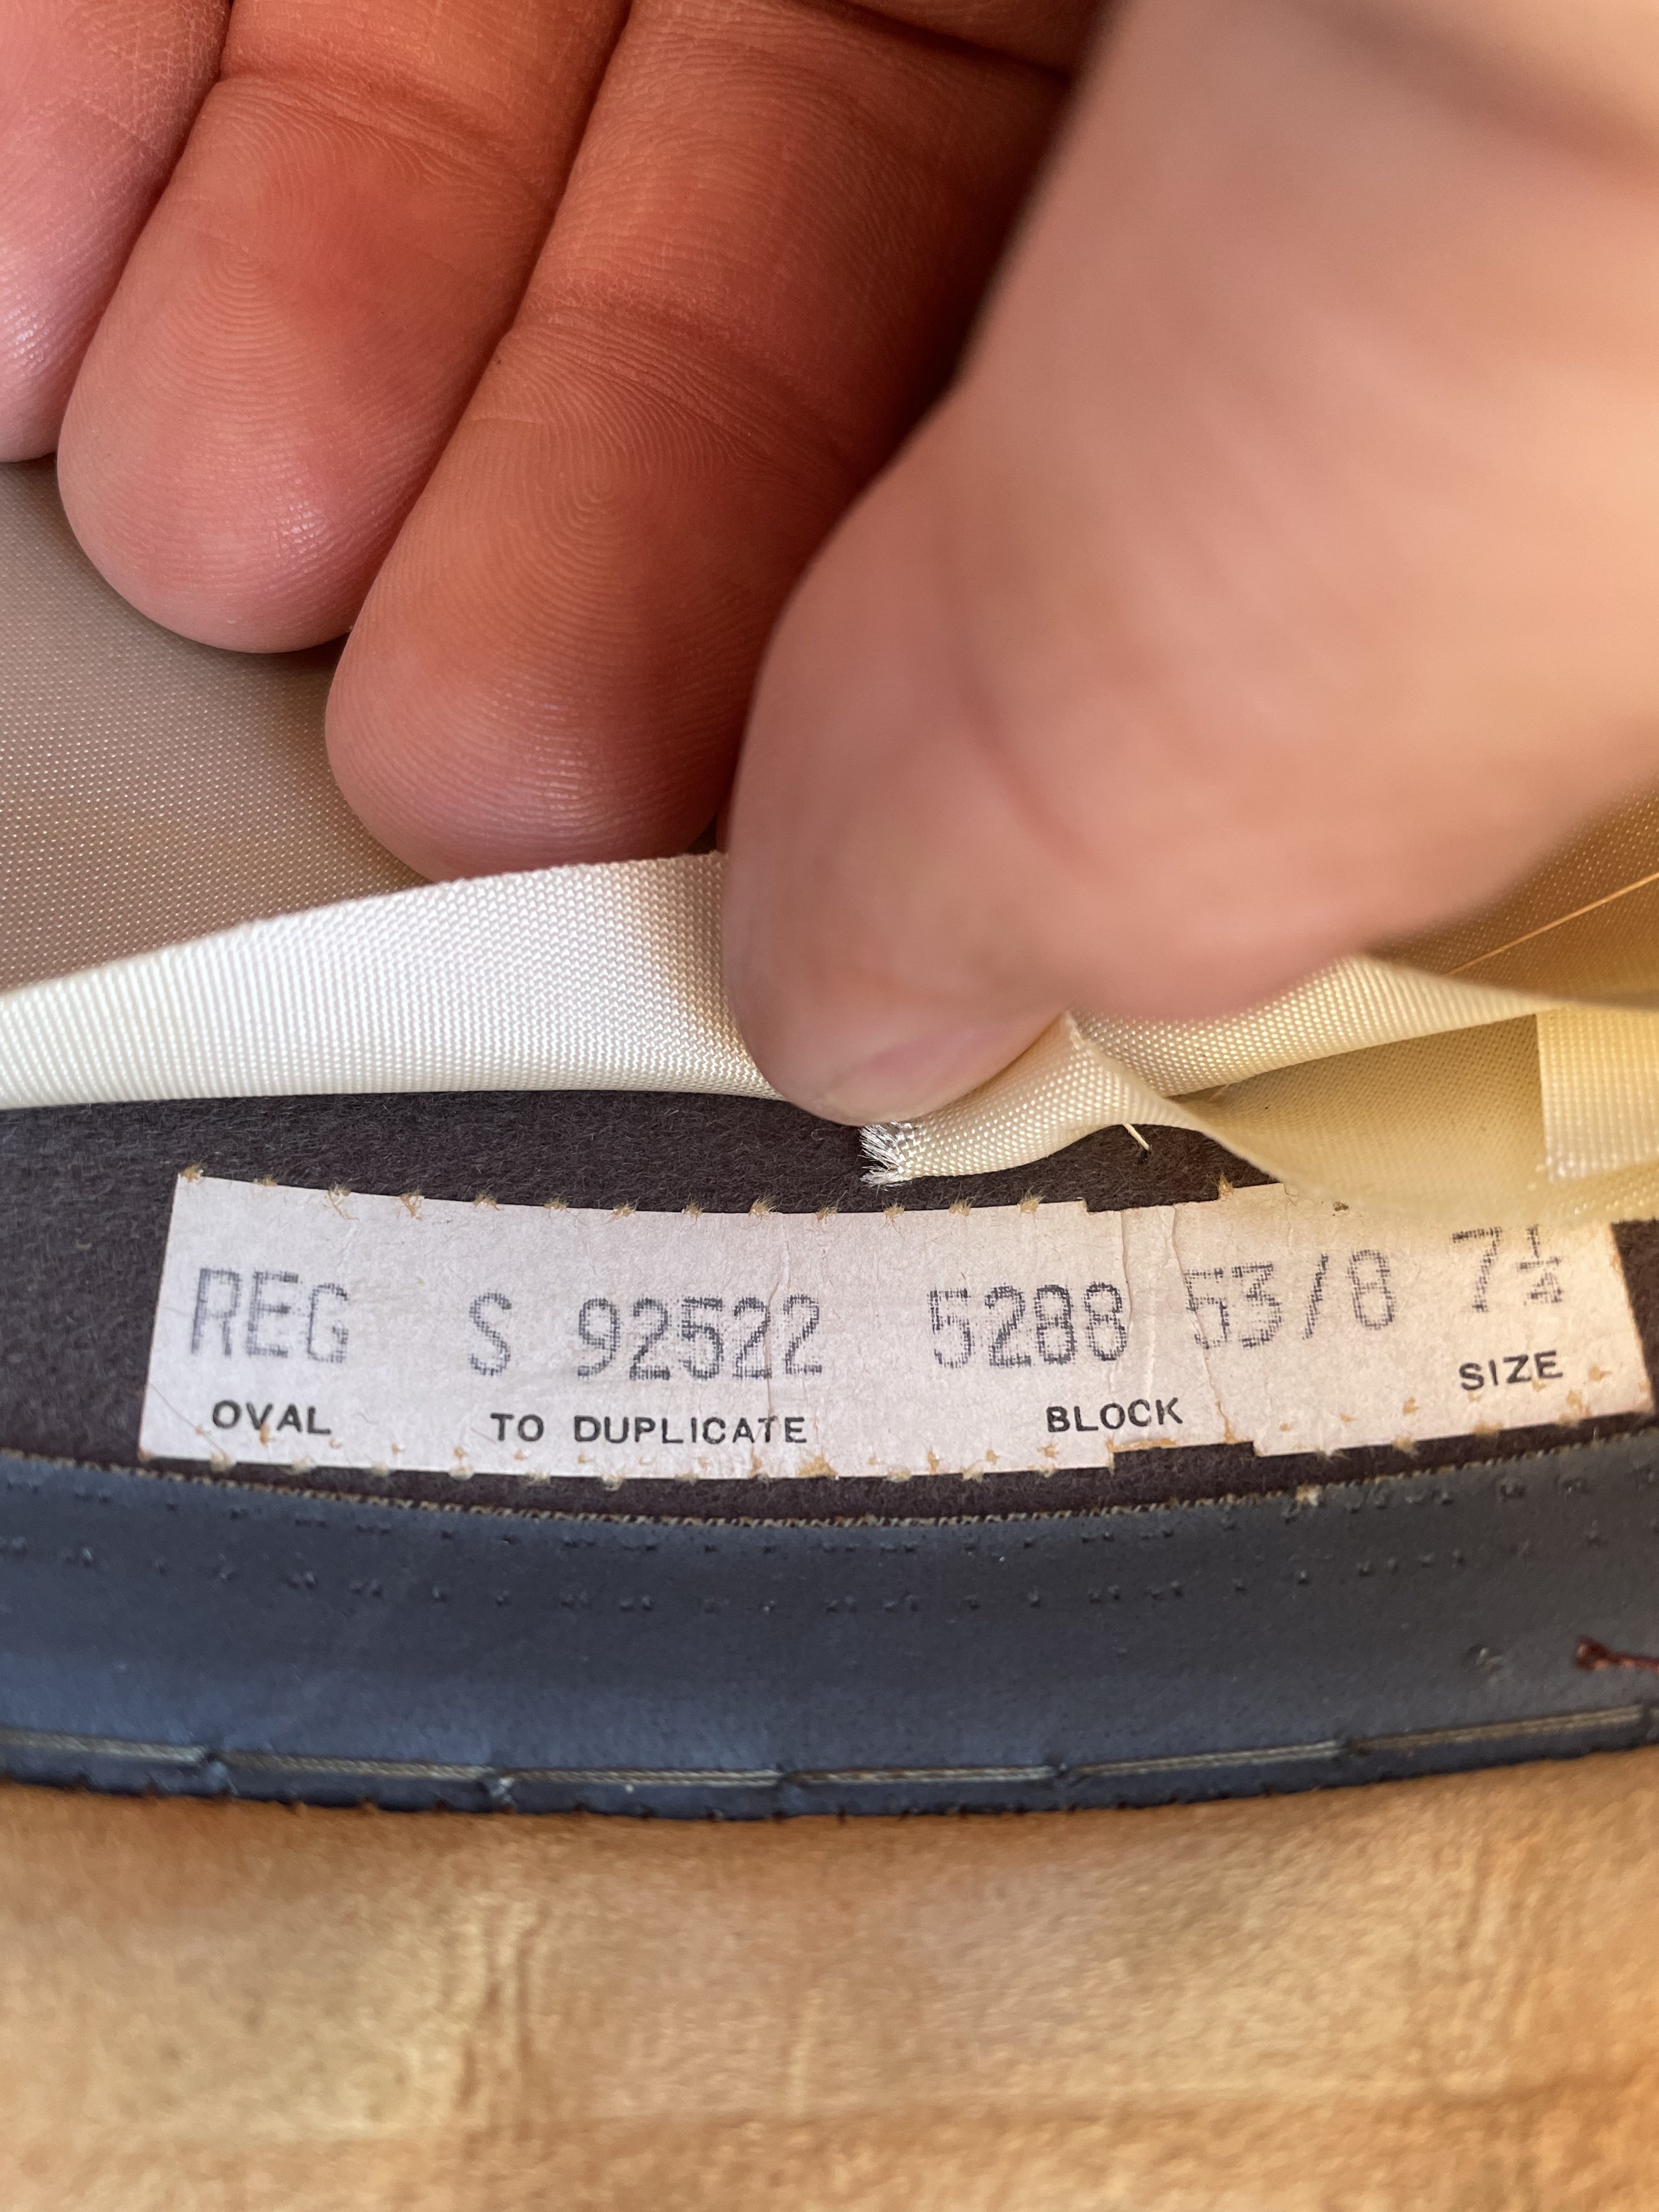 REG S 92522 5288 53/8 7¼
OVAL TO DUPLICATE BLOCK SIZE